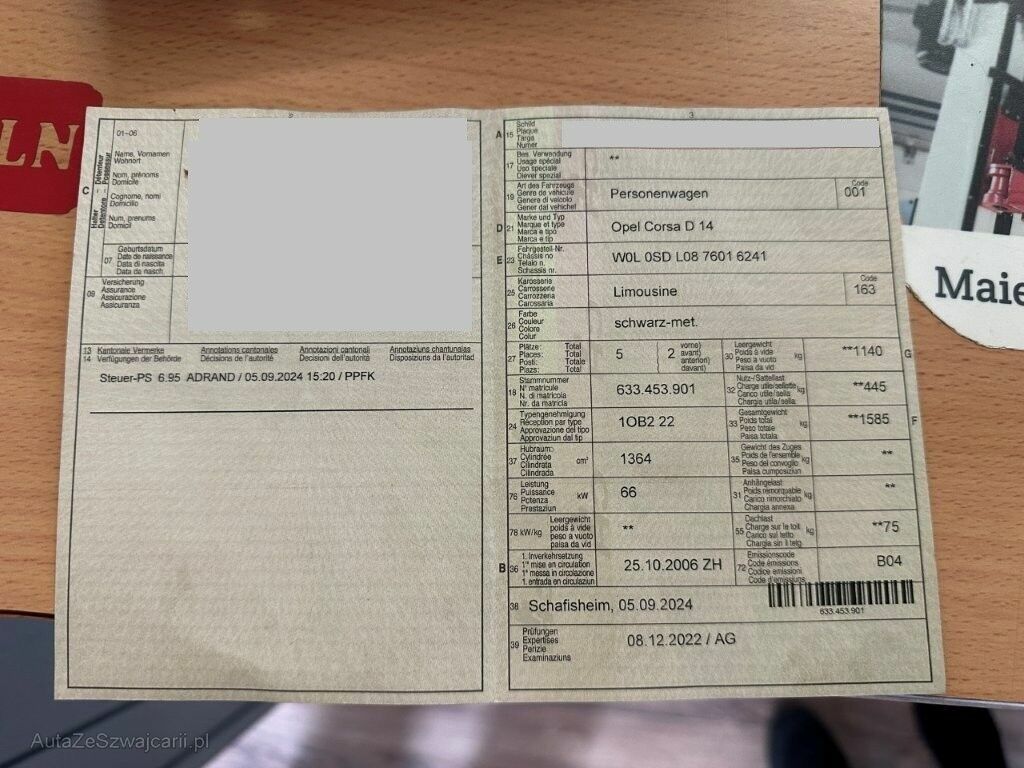 LN
2
3
01-06
C
Halter - Détenteur
Detentore - Possessur
Name, Vornamen
Wohnort
Nom, prénoms
Domicile
Cognome, nomi
Domicilio
Num, prenums
Domicil
07
Geburtsdatum
Date de naissance
Data di nascita
Data da nasch.
09
Versicherung
Assurance
Assicurazione
Assicuranza
13 Kantonale Vermerke Annotations cantonales Annotazioni cantonali Annotaziuns chantunalas
14 Verfügungen der Behörde Décisions de l'autorité Decisioni dell'autorità Disposiziuns da l'autoritad
Steuer-PS 6.95 ADRAND / 05.09.2024 15:20 / PPFK
A 15
Schild
Plaque
Targa
Numer
17
Bes. Verwendung
Usage spécial
Uso speciale
Diever spezial
**
19
Art des Fahrzeugs
Genre de véhicule
Genere di veicolo
Gener dal vehichel
Personenwagen
Code
001
D 21
Marke und Typ
Marque et type
Marca e tipo
Marca e tip
Opel Corsa D 14
E 23
Fahrgestell-Nr.
Châssis no
Telaio n.
Schassis nr.
W0L 0SD L08 7601 6241
25
Karosserie
Carrosserie
Carrozzeria
Carossaria
Limousine
Code
163
26
Farbe
Couleur
Colore
Colur
schwarz-met.
27
Plätze: Total
Places: Total
Posti: Totale
Plazs: Total
5
2
vorne)
avant)
anteriori)
davant)
30
Leergewicht
Poids à vide
Peso a vuoto
Paisa da vid
kg
**1140
G
18
Stammnummer
N° matricule
N. di matricola
Nr. da matricla
633.453.901
32
Nutz-/Sattellast
Charge utile/sellette
Carico utile/sella
Chargia utila/sella
kg
**445
24
Typengenehmigung
Réception par type
Approvazione del tipo
Approvaziun dal tip
1OB2 22
33
Gesamtgewicht
Poids total
Peso totale
Paisa totala
kg
**1585
F
37
Hubraum
Cylindrée
Cilindrata
Cilindrada
cm³
1364
35
Gewicht des Zuges
Poids de l'ensemble
Peso del convoglio
Paisa cumposiziun
kg
**
76
Leistung
Puissance
Potenza
Prestaziun
kW
66
31
Anhängelast
Poids remorquable
Carico rimorchiato
Chargia annexa
kg
**
78 kW/kg
Leergewicht
poids à vide
peso a vuoto
paisa da vid
**
55
Dachlast
Charge sur le toit
Carico sul tetto
Chargia sin il tetg
kg
**75
B 36
1. Inverkehrsetzung
1re mise en circulation
1a messa in circolazione
1. entrada en circulaziun
25.10.2006 ZH
72
Emissionscode
Code émissions
Codice emissioni
Code d'emissiuns
B04
38 Schafisheim, 05.09.2024
633.453.901
39
Prüfungen
Expertises
Perizie
Examinaziuns
08.12.2022 / AG
Maie
AutaZeSzwajcarii.pl